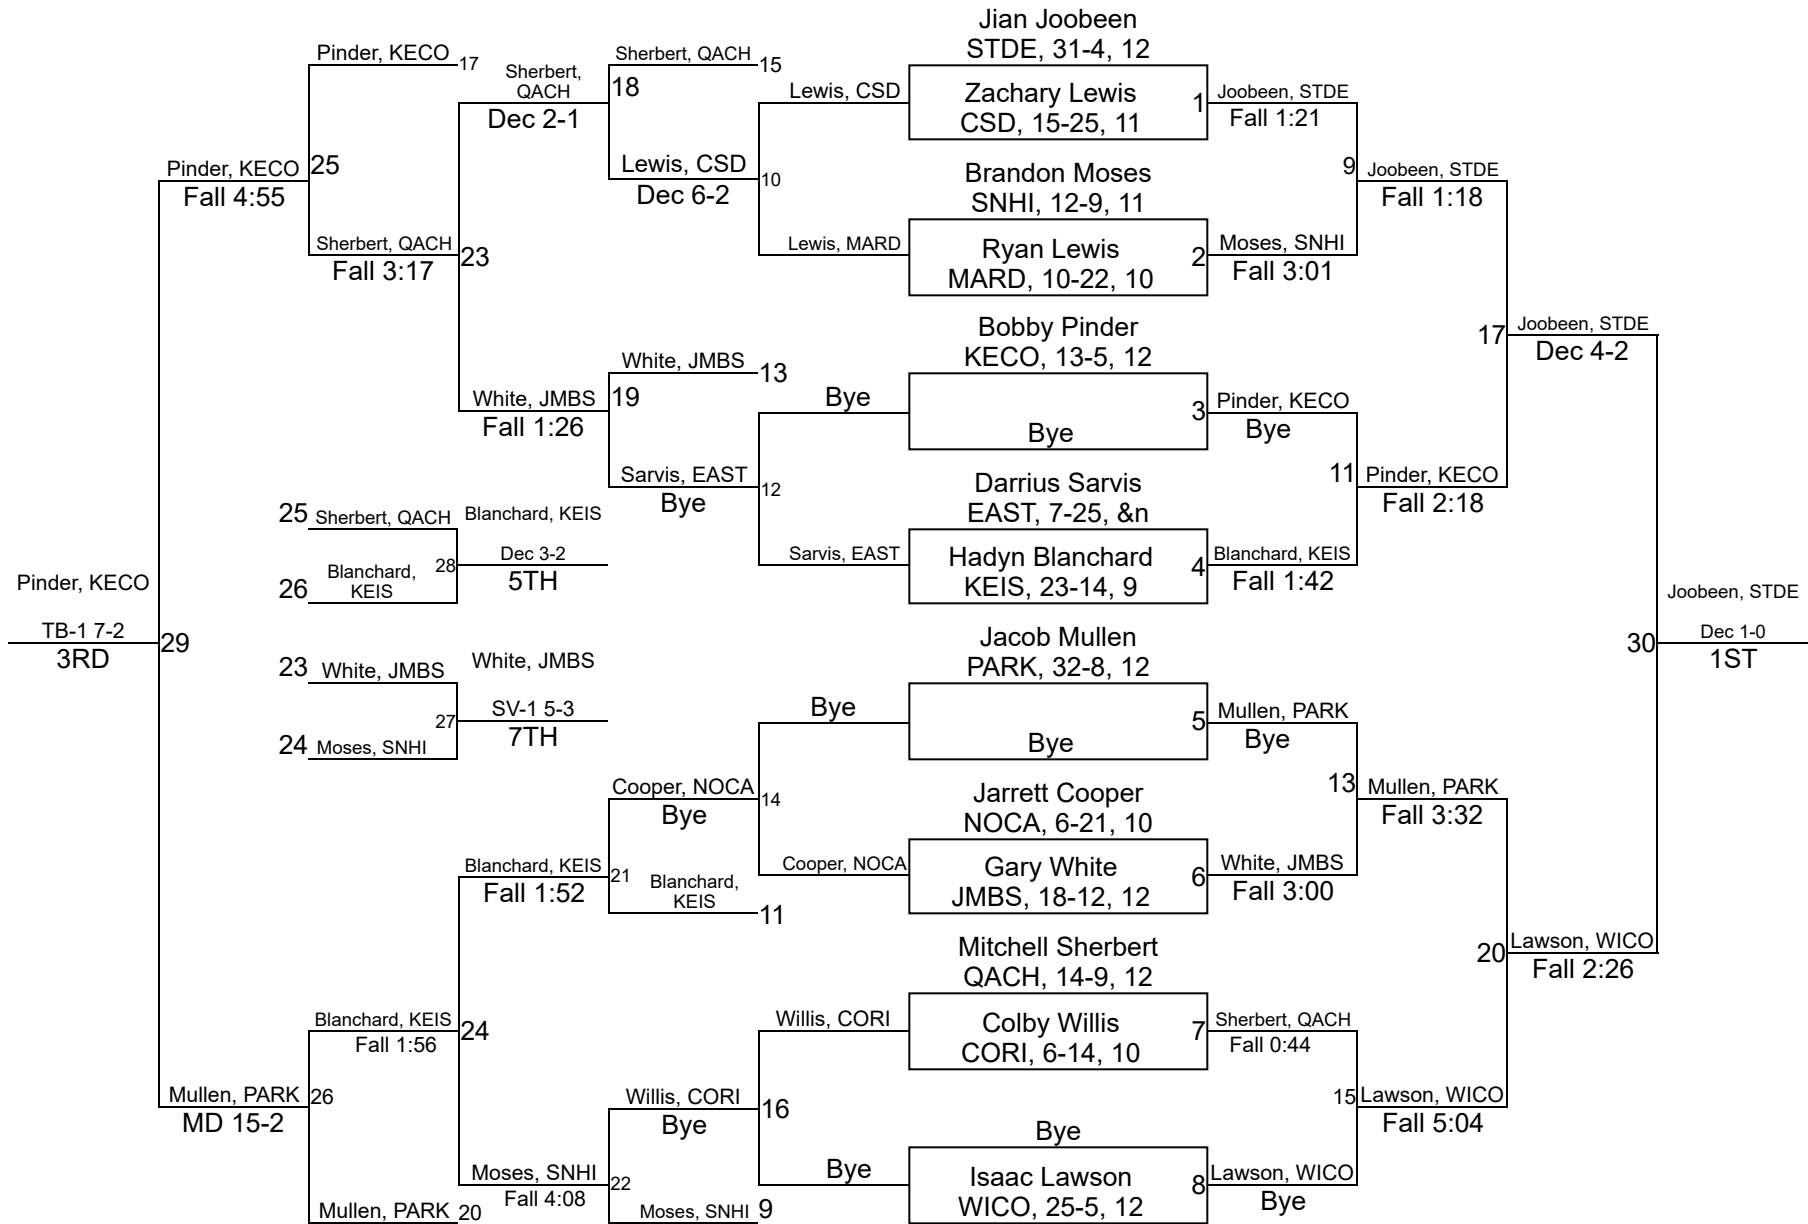 Jian Joobeen
STDE, 31-4, 12
Pinder, KECO
17
Sherbert, QACH
15
Sherbert,
QACH
18
Dec 2-1
Lewis, CSD
Zachary Lewis
CSD, 15-25, 11
1
Joobeen, STDE
Fall 1:21
Pinder, KECO
25
Fall 4:55
Lewis, CSD
10
Dec 6-2
Brandon Moses
SNHI, 12-9, 11
9
Joobeen, STDE
Fall 1:18
Sherbert, QACH
23
Fall 3:17
Lewis, MARD
Ryan Lewis
MARD, 10-22, 10
2
Moses, SNHI
Fall 3:01
Bobby Pinder
KECO, 13-5, 12
17
Joobeen, STDE
Dec 4-2
White, JMBS
13
White, JMBS
19
Fall 1:26
Bye
Bye
3
Pinder, KECO
Bye
Sarvis, EAST
12
Bye
Darrius Sarvis
EAST, 7-25, &n
11
Pinder, KECO
Fall 2:18
25
Sherbert, QACH
Blanchard, KEIS
28
Dec 3-2
5TH
26
Blanchard,
KEIS
Sarvis, EAST
Hadyn Blanchard
KEIS, 23-14, 9
4
Blanchard, KEIS
Fall 1:42
Pinder, KECO
TB-1 7-2
3RD
29
Joobeen, STDE
30
Dec 1-0
1ST
Jacob Mullen
PARK, 32-8, 12
23
White, JMBS
White, JMBS
27
SV-1 5-3
7TH
24
Moses, SNHI
Bye
Bye
5
Mullen, PARK
Bye
Cooper, NOCA
14
Bye
Jarrett Cooper
NOCA, 6-21, 10
13
Mullen, PARK
Fall 3:32
Blanchard, KEIS
21
Fall 1:52
Blanchard,
KEIS
11
Cooper, NOCA
Gary White
JMBS, 18-12, 12
6
White, JMBS
Fall 3:00
Mitchell Sherbert
QACH, 14-9, 12
20
Lawson, WICO
Fall 2:26
Blanchard, KEIS
24
Fall 1:56
Willis, CORI
Colby Willis
CORI, 6-14, 10
7
Sherbert, QACH
Fall 0:44
Mullen, PARK
26
MD 15-2
Willis, CORI
16
Bye
Bye
15
Lawson, WICO
Fall 5:04
Moses, SNHI
22
Fall 4:08
Bye
Isaac Lawson
WICO, 25-5, 12
8
Lawson, WICO
Bye
Mullen, PARK
20
Moses, SNHI
9